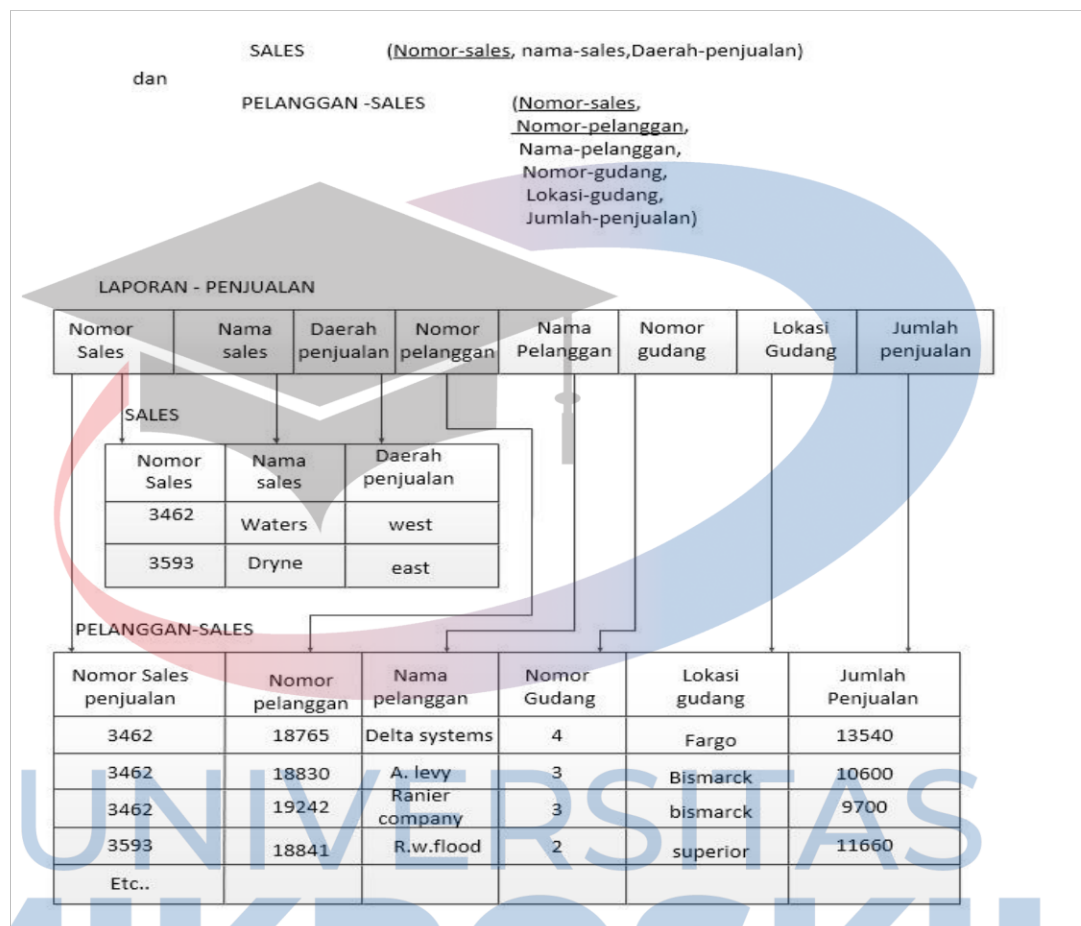 SALES (Nomor-sales, nama-sales,Daerah-penjualan)
dan
PELANGGAN -SALES (Nomor-sales,
Nomor-pelanggan,
Nama-pelanggan,
Nomor-gudang,
Lokasi-gudang,
Jumlah-penjualan)
LAPORAN - PENJUALAN
Nomor Nama Daerah Nomor Nama Nomor Lokasi Jumlah
Sales sales penjualan pelanggan Pelanggan gudang Gudang penjualan
SALES
Nomor Nama Daerah
Sales sales penjualan
3462 Waters west
3593 Dryne east
PELANGGAN-SALES
Nomor Sales Nomor Nama Nomor Lokasi Jumlah
penjualan pelanggan pelanggan Gudang gudang Penjualan
3462 18765 Delta systems 4 Fargo 13540
3462 18830 A. levy 3 Bismarck 10600
3462 19242 Ranier company 3 bismarck 9700
3593 18841 R.w.flood 2 superior 11660
Etc..
UNIVERSITAS